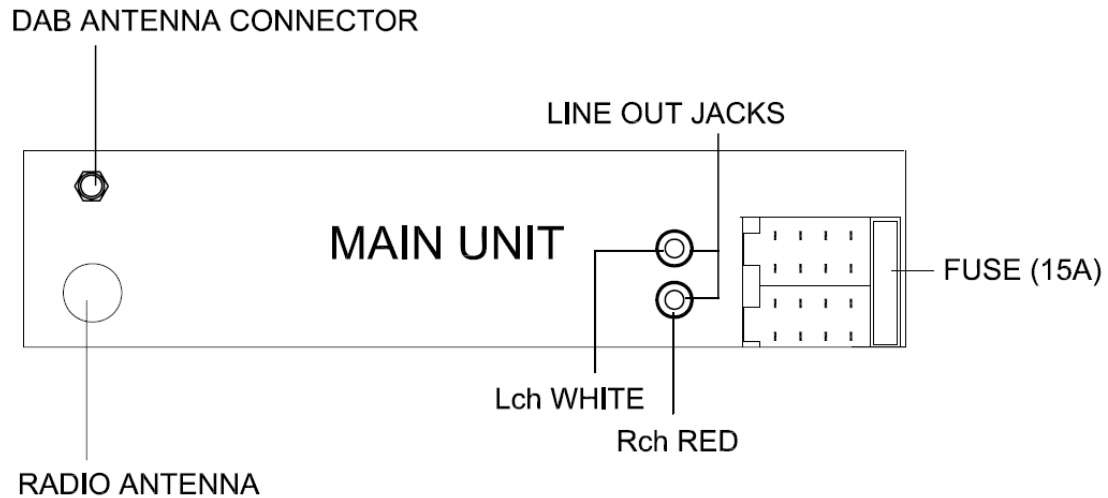 DAB ANTENNA CONNECTOR
LINE OUT JACKS
MAIN UNIT
FUSE (15A)
Lch WHITE
Rch RED
RADIO ANTENNA